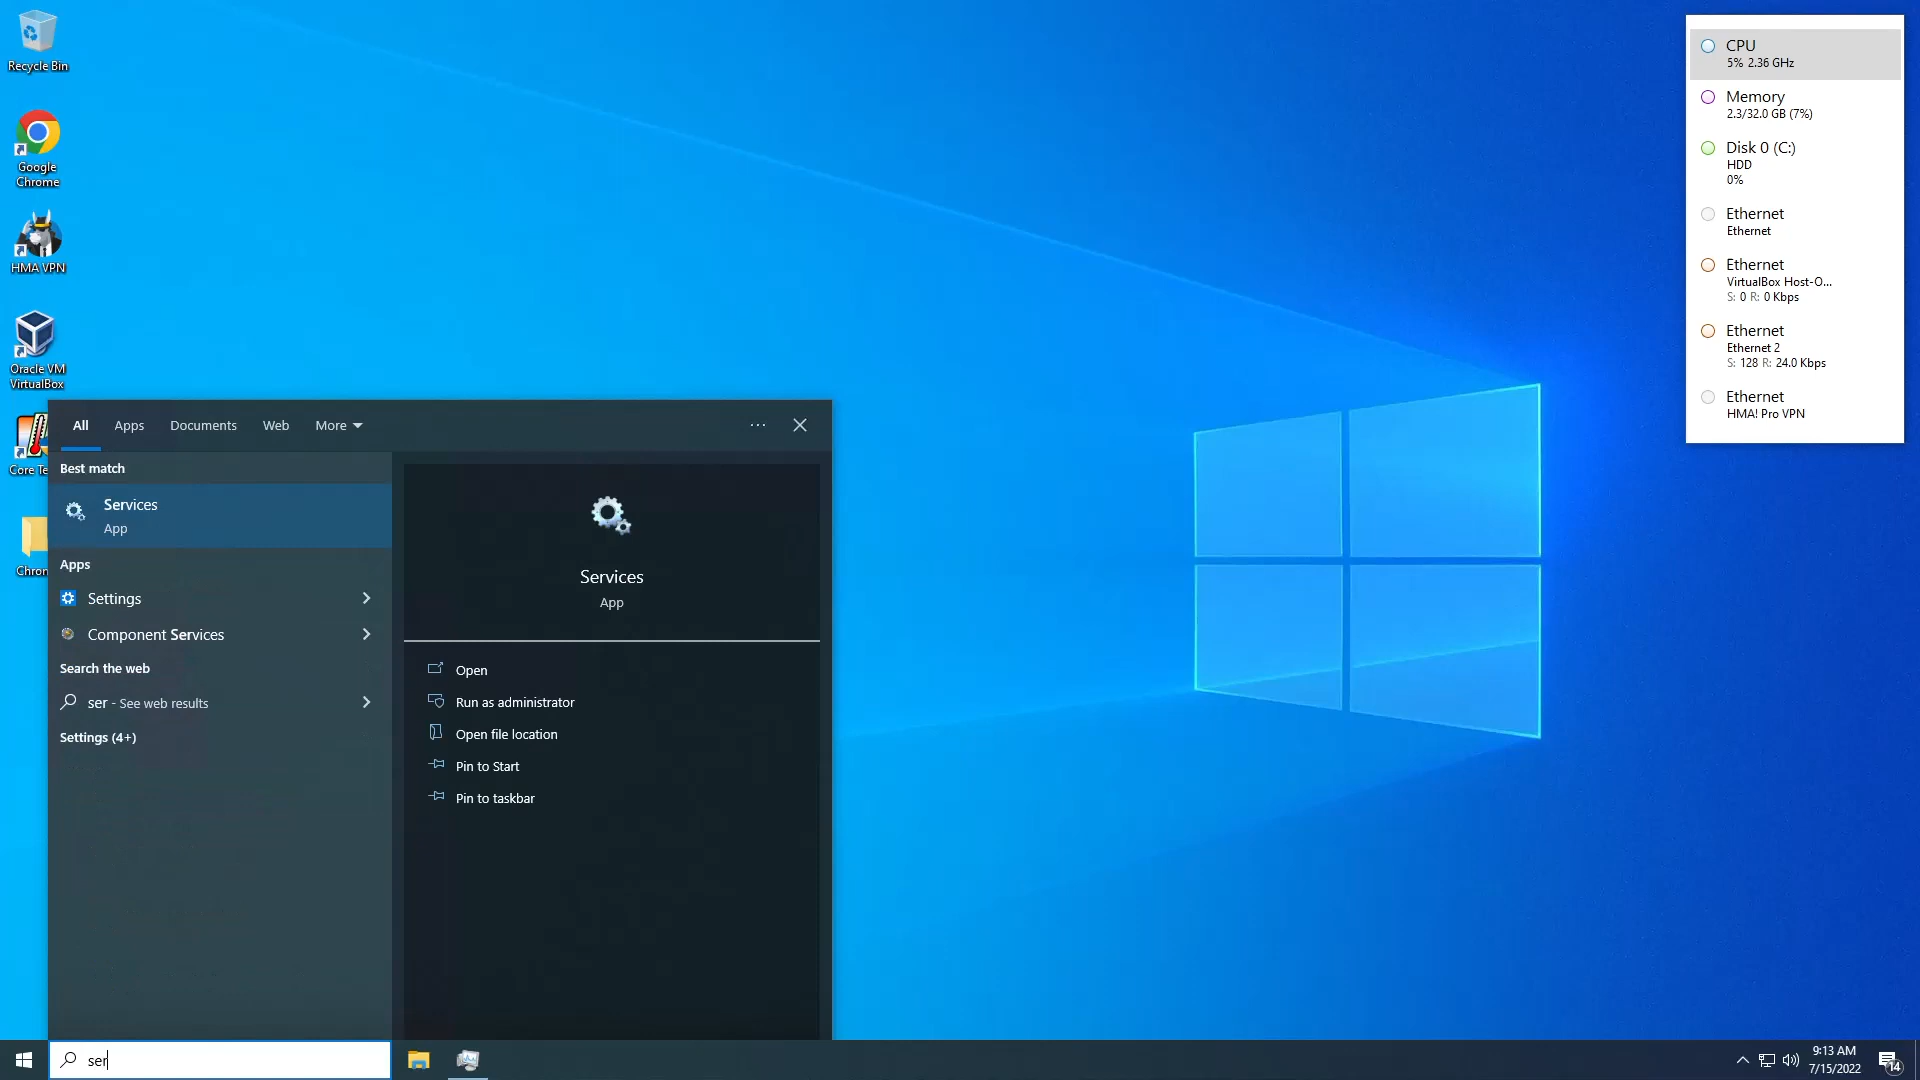 Recycle Bin
Google
Chrome
HMA VPN
Oracle VM
VirtualBox
Core Te
Chron
All
Apps
Documents
Web
More
Best match
Services
App
Apps
Settings
Component Services
Search the web
ser - See web results
Settings (4+)
Services
App
Open
Run as administrator
Open file location
Pin to Start
Pin to taskbar
CPU
5% 2.36 GHz
Memory
2.3/32.0 GB (7%)
Disk 0 (C:)
HDD
0%
Ethernet
Ethernet
Ethernet
VirtualBox Host-O...
S: 0 R: 0 Kbps
Ethernet
Ethernet 2
S: 128 R: 24.0 Kbps
Ethernet
HMA! Pro VPN
ser
9:13 AM
7/15/2022
14